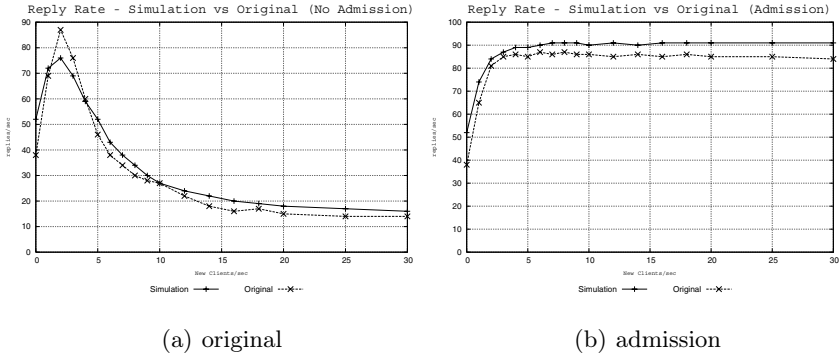 Reply Rate - Simulation vs Original (No Admission)
90
80
70
60
50
40
30
20
10
0
replies/sec
0 5 10 15 20 25 30
New Clients/sec
Simulation Original
(a) original
Reply Rate - Simulation vs Original (Admission)
100
90
80
70
60
50
40
30
20
10
0
replies/sec
0 5 10 15 20 25 30
New Clients/sec
Simulation Original
(b) admission